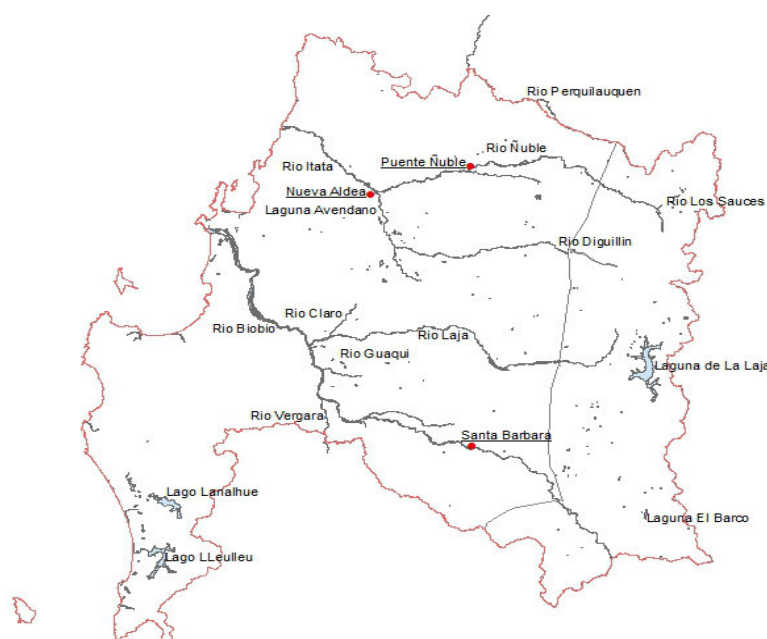 Rio Perquilauquen
Rio Ñuble
Puente Ñuble
Rio Itata
Nueva Aldea
Rio Los Sauces
Laguna Avendano
Rio Diguillin
Rio Claro
Rio Biobio
Rio Laja
Rio Guaqui
Laguna de La Laja
Rio Vergara
Santa Barbara
Lago Lanalhue
Laguna El Barco
Lago LLeulleu